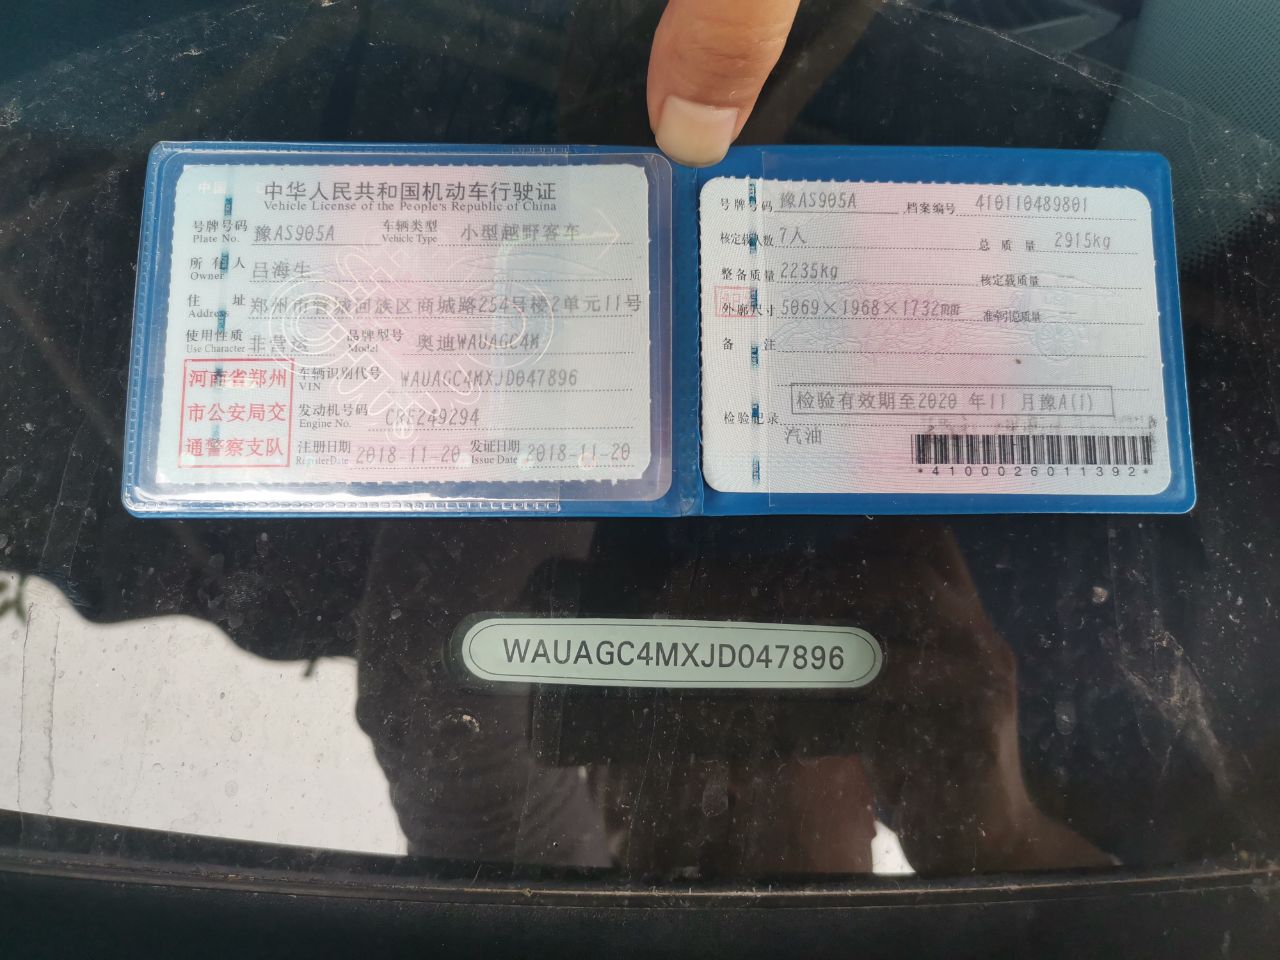 中华人民共和国机动车行驶证
Vehicle License of the People's Republic of China
号牌号码 豫AS905A 车辆类型 小型越野客车
Plate No. Vehicle Type
所有人 吕海生
Owner
住址 郑州市管城回族区商城路254号楼2单元11号
Address
使用性质 非营运 品牌型号 奥迪WAUAGC4M
Use Character Model
河南省郑州
市公安局交
通警察支队
车辆识别代号 WAUAGC4MXJD047896
VIN
发动机号码 CRE249294
Engine No.
注册日期 2018-11-20 发证日期 2018-11-20
Register Date Issue Date
号牌号码 豫AS905A 档案编号 410110489801
核定载人数 7人 总质量 2915kg
整备质量 2235kg 核定载质量 --
外廓尺寸 5069×1968×1732mm 准牵引总质量 --
备注
检验有效期至2020年11月豫A(1)
检验记录
汽油
*4100026011392*
WAUAGC4MXJD047896